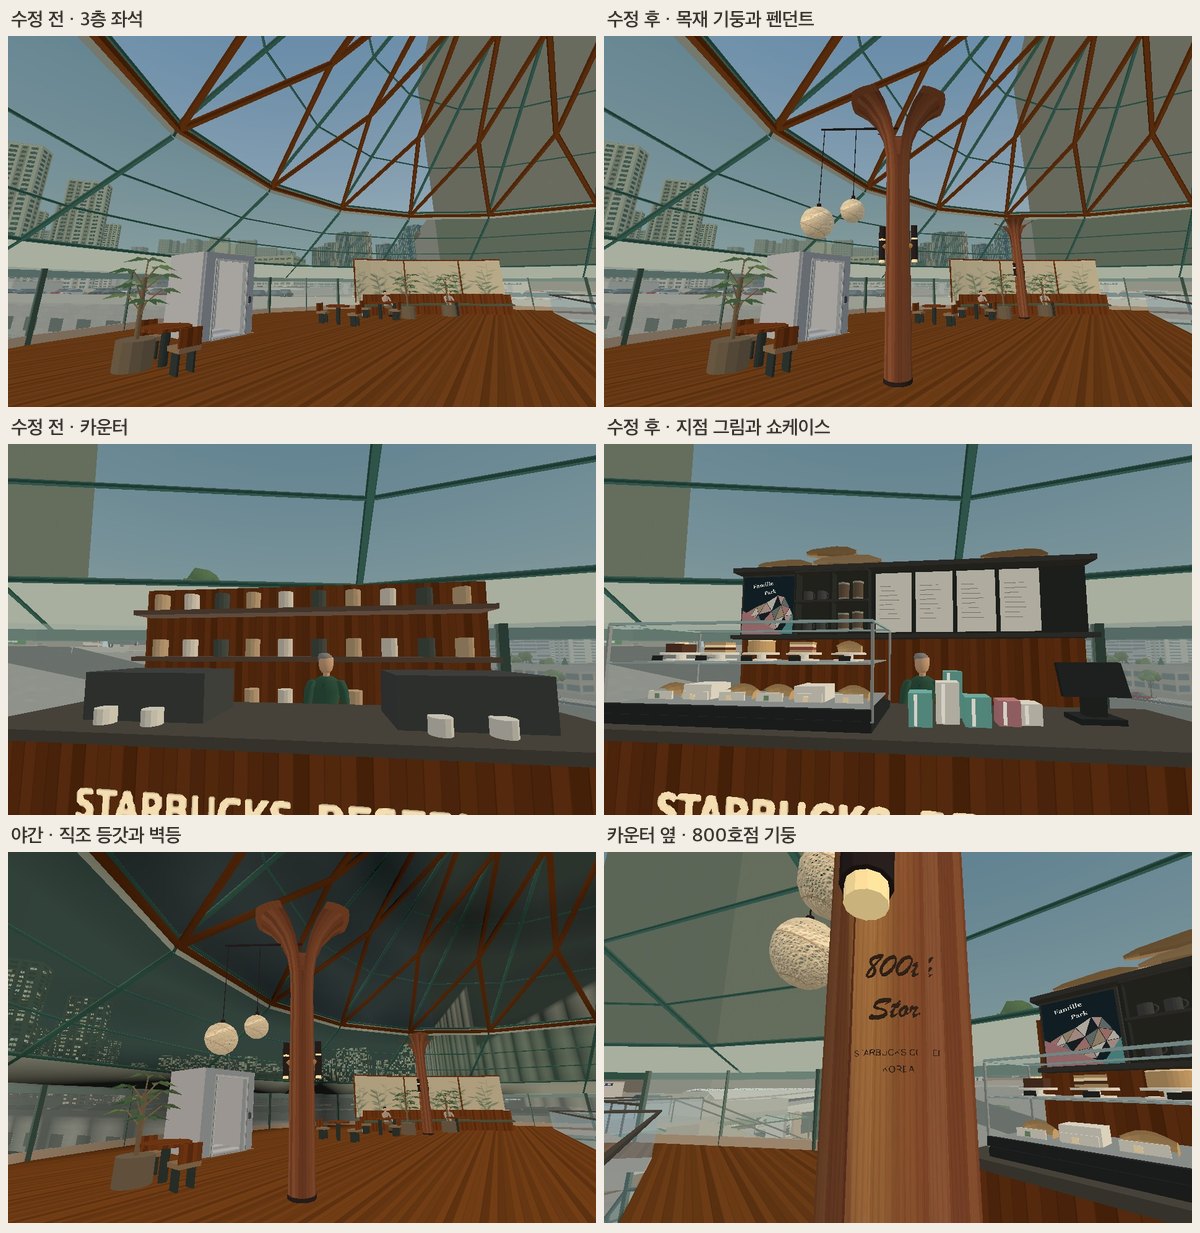 수정 전 · 3층 좌석
수정 후 · 목재 기둥과 펜던트
수정 전 · 카운터
수정 후 · 지점 그림과 쇼케이스
Famille
Park
STARBUCKS
STARBUCKS
야간 · 직조 등갓과 벽등
카운터 옆 · 800호점 기둥
Famille
Park
KOREA